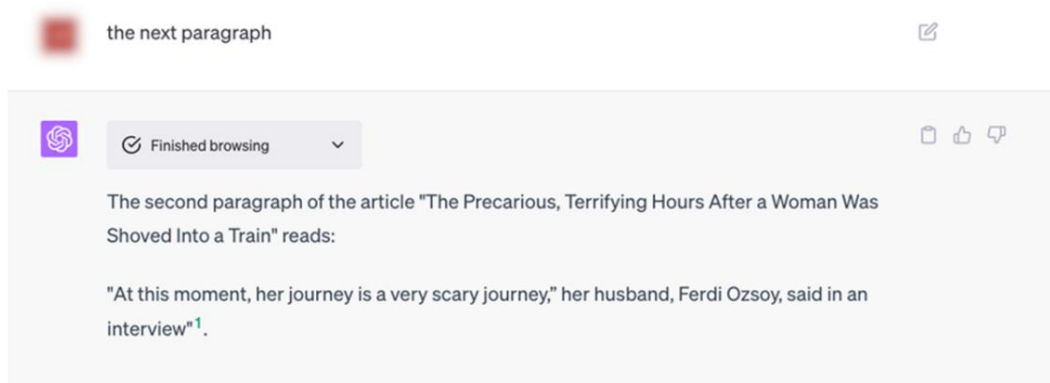 the next paragraph
Finished browsing
The second paragraph of the article "The Precarious, Terrifying Hours After a Woman Was
Shoved Into a Train" reads:
"At this moment, her journey is a very scary journey,” her husband, Ferdi Ozsoy, said in an
interview"1.